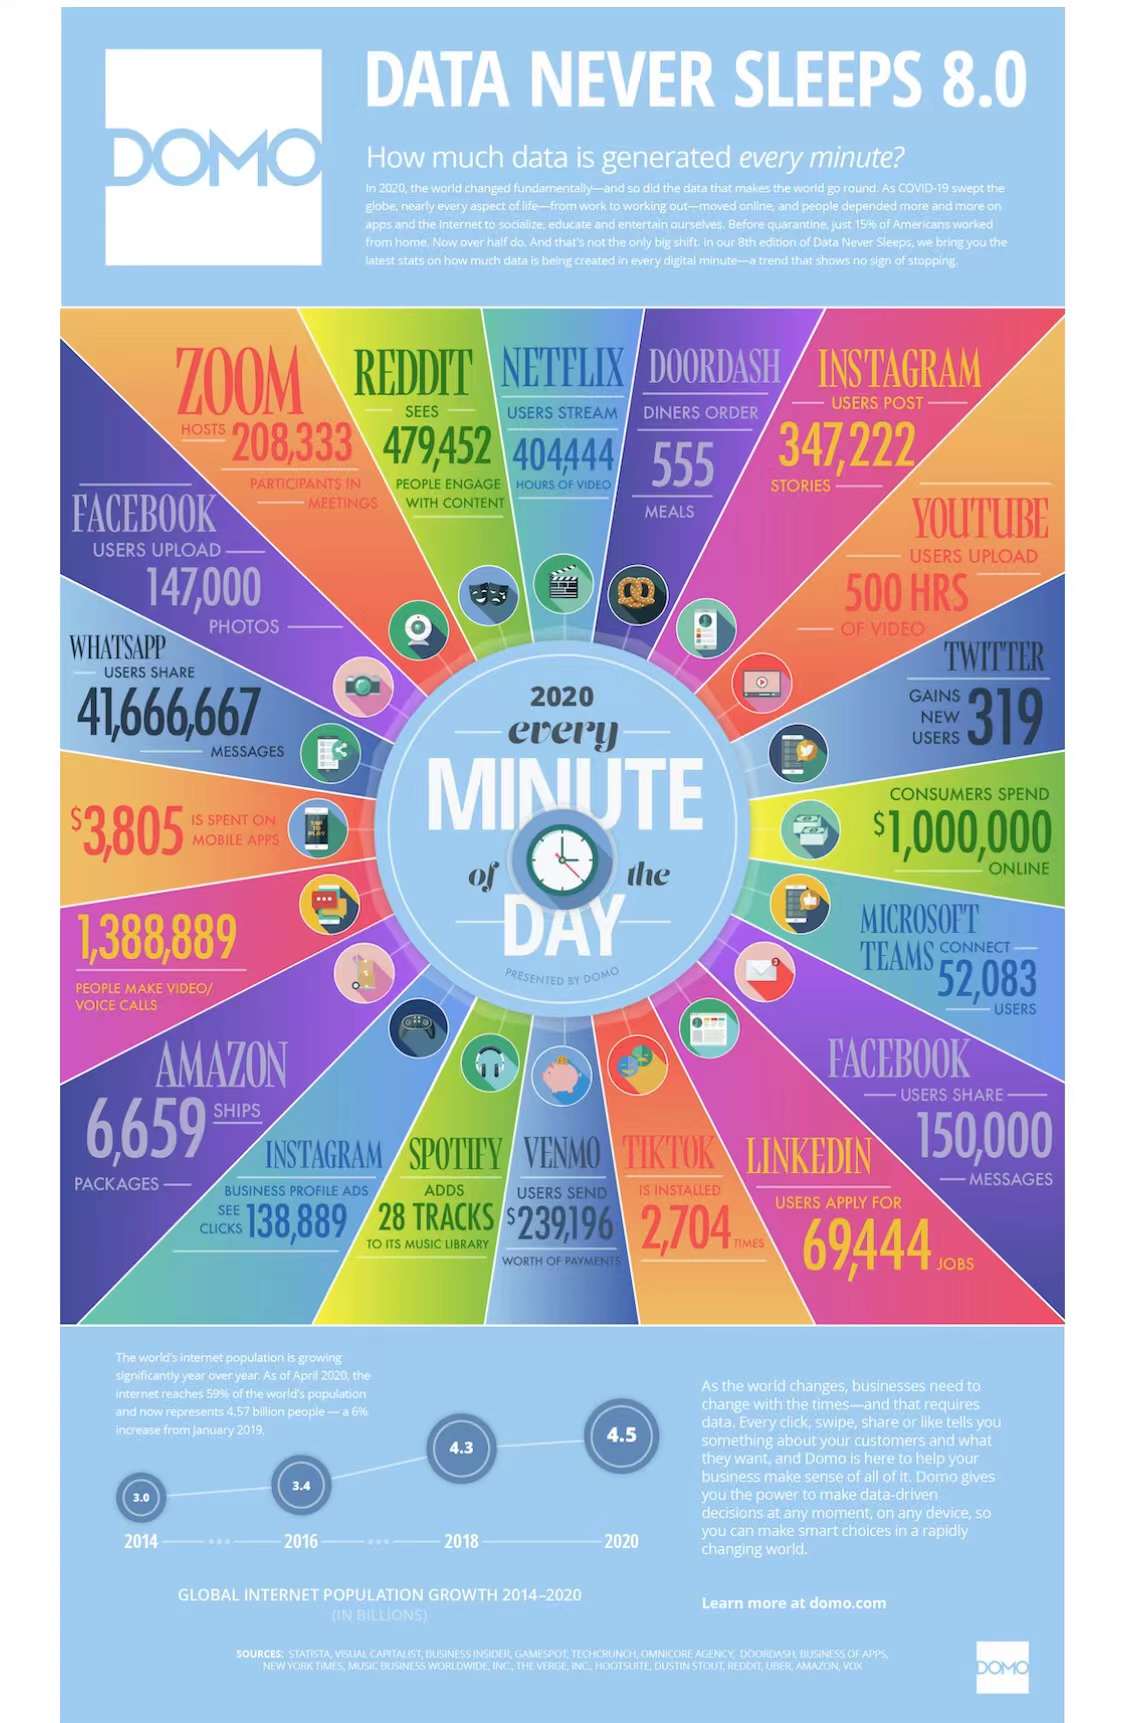 DOMO
DATA NEVER SLEEPS 8.0
How much data is generated every minute?
In 2020, the world changed fundamentally—and so did the data that makes the world go round. As COVID-19 swept the
globe, nearly every aspect of life—from work to working out—moved online, and people depended more and more on
apps and the Internet to socialize, educate and entertain ourselves. Before quarantine, just 15% of Americans worked
from home. Now over half do. And that's not the only big shift. In our 8th edition of Data Never Sleeps, we bring you the
latest stats on how much data is being created in every digital minute—a trend that shows no sign of stopping.
ZOOM
HOSTS 208,333
PARTICIPANTS IN
MEETINGS
REDDIT
SEES
479,452
PEOPLE ENGAGE
WITH CONTENT
NETFLIX
USERS STREAM
404,444
HOURS OF VIDEO
DOORDASH
DINERS ORDER
555
MEALS
INSTAGRAM
USERS POST
347,222
STORIES
YOUTUBE
USERS UPLOAD
500 HRS
OF VIDEO
TWITTER
GAINS
NEW
USERS
319
CONSUMERS SPEND
$1,000,000
ONLINE
MICROSOFT
TEAMS CONNECT
52,083
USERS
FACEBOOK
USERS SHARE
150,000
MESSAGES
LINKEDIN
USERS APPLY FOR
69,444 JOBS
TIKTOK
IS INSTALLED
2,704 TIMES
VENMO
USERS SEND
$239,196
WORTH OF PAYMENTS
SPOTIFY
ADDS
28 TRACKS
TO ITS MUSIC LIBRARY
INSTAGRAM
BUSINESS PROFILE ADS
SEE
CLICKS 138,889
AMAZON
6,659 SHIPS
PACKAGES
1,388,889
PEOPLE MAKE VIDEO/
VOICE CALLS
$3,805 IS SPENT ON
MOBILE APPS
WHATSAPP
USERS SHARE
41,666,667
MESSAGES
FACEBOOK
USERS UPLOAD
147,000
PHOTOS
2020
every
MINUTE
of the
DAY
PRESENTED BY DOMO
The world's internet population is growing
significantly year over year. As of April 2020, the
internet reaches 59% of the world's population
and now represents 4.57 billion people — a 6%
increase from January 2019.
3.0
3.4
4.3
4.5
2014
2016
2018
2020
GLOBAL INTERNET POPULATION GROWTH 2014–2020
(IN BILLIONS)
As the world changes, businesses need to
change with the times—and that requires
data. Every click, swipe, share or like tells you
something about your customers and what
they want, and Domo is here to help your
business make sense of all of it. Domo gives
you the power to make data-driven
decisions at any moment, on any device, so
you can make smart choices in a rapidly
changing world.
Learn more at domo.com
SOURCES: STATISTA, VISUAL CAPITALIST, BUSINESS INSIDER, GAMESPOT, TECHCRUNCH, OMNICORE AGENCY, DOORDASH, BUSINESS OF APPS,
NEW YORK TIMES, MUSIC BUSINESS WORLDWIDE, INC., THE VERGE, INC., HOOTSUITE, DUSTIN STOUT, REDDIT, UBER, AMAZON, VOX
DOMO